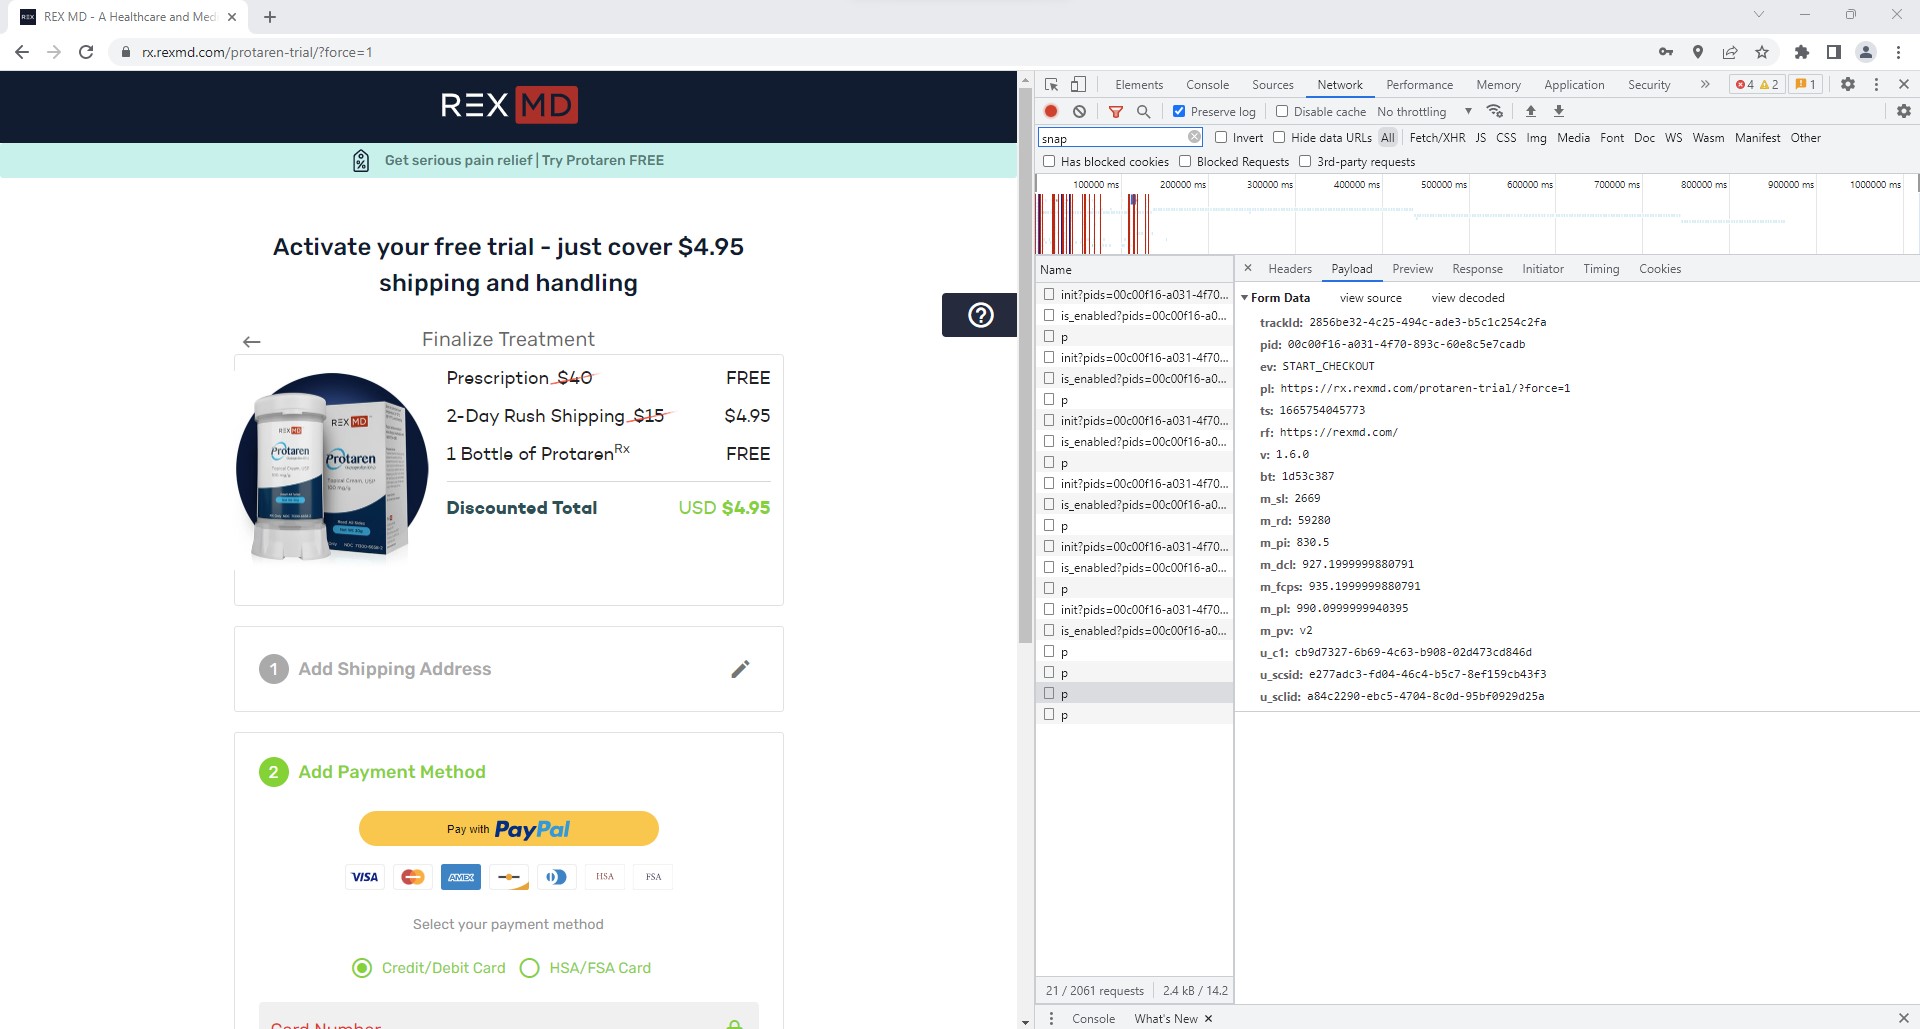 REX MD - A Healthcare and Med
rx.rexmd.com/protaren-trial/?force=1
REX MD
Get serious pain relief | Try Protaren FREE
Activate your free trial - just cover $4.95
shipping and handling
Finalize Treatment
Prescription $40 FREE
2-Day Rush Shipping $15 $4.95
1 Bottle of Protaren Rx FREE
Discounted Total USD $4.95
REX MD
Protaren
REX MD
Protaren
1 Add Shipping Address
2 Add Payment Method
Pay with PayPal
VISA AMEX HSA FSA
Select your payment method
Credit/Debit Card HSA/FSA Card
Card Number
Elements Console Sources Network Performance Memory Application Security » 4 2 1
Preserve log Disable cache No throttling
snap Invert Hide data URLs All Fetch/XHR JS CSS Img Media Font Doc WS Wasm Manifest Other
Has blocked cookies Blocked Requests 3rd-party requests
100000 ms 200000 ms 300000 ms 400000 ms 500000 ms 600000 ms 700000 ms 800000 ms 900000 ms 1000000 ms
Name
init?pids=00c00f16-a031-4f70...
is_enabled?pids=00c00f16-a0...
p
init?pids=00c00f16-a031-4f70...
is_enabled?pids=00c00f16-a0...
p
init?pids=00c00f16-a031-4f70...
is_enabled?pids=00c00f16-a0...
p
init?pids=00c00f16-a031-4f70...
is_enabled?pids=00c00f16-a0...
p
init?pids=00c00f16-a031-4f70...
is_enabled?pids=00c00f16-a0...
p
init?pids=00c00f16-a031-4f70...
is_enabled?pids=00c00f16-a0...
p
p
p
p
21 / 2061 requests 2.4 kB / 14.2
Headers Payload Preview Response Initiator Timing Cookies
Form Data view source view decoded
trackId: 2856be32-4c25-494c-ade3-b5c1c254c2fa
pid: 00c00f16-a031-4f70-893c-60e8c5e7cadb
ev: START_CHECKOUT
pl: https://rx.rexmd.com/protaren-trial/?force=1
ts: 1665754045773
rf: https://rexmd.com/
v: 1.6.0
bt: 1d53c387
m_sl: 2669
m_rd: 59280
m_pi: 830.5
m_dcl: 927.1999999880791
m_fcps: 935.1999999880791
m_pl: 990.0999999940395
m_pv: v2
u_c1: cb9d7327-6b69-4c63-b908-02d473cd846d
u_scsid: e277adc3-fd04-46c4-b5c7-8ef159cb43f3
u_sclid: a84c2290-ebc5-4704-8c0d-95bf0929d25a
Console What's New